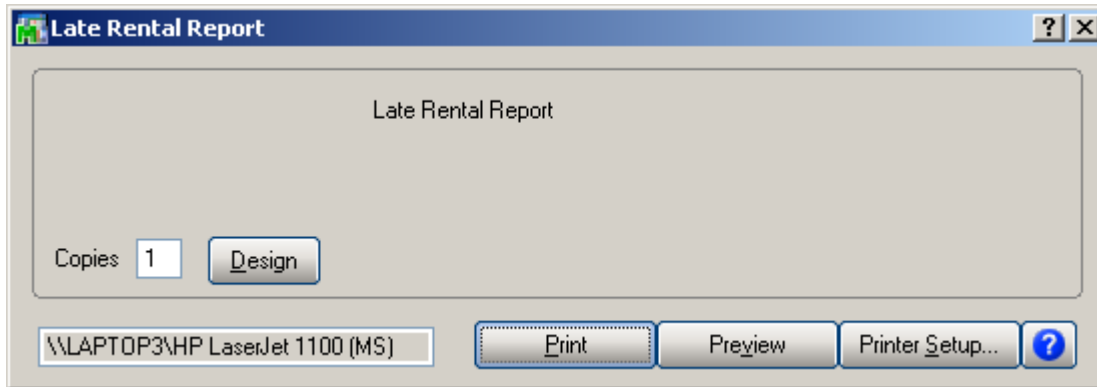 Late Rental Report
Late Rental Report
Copies 1 Design
\\LAPTOP3\HP LaserJet 1100 (MS) Print Preview Printer Setup...